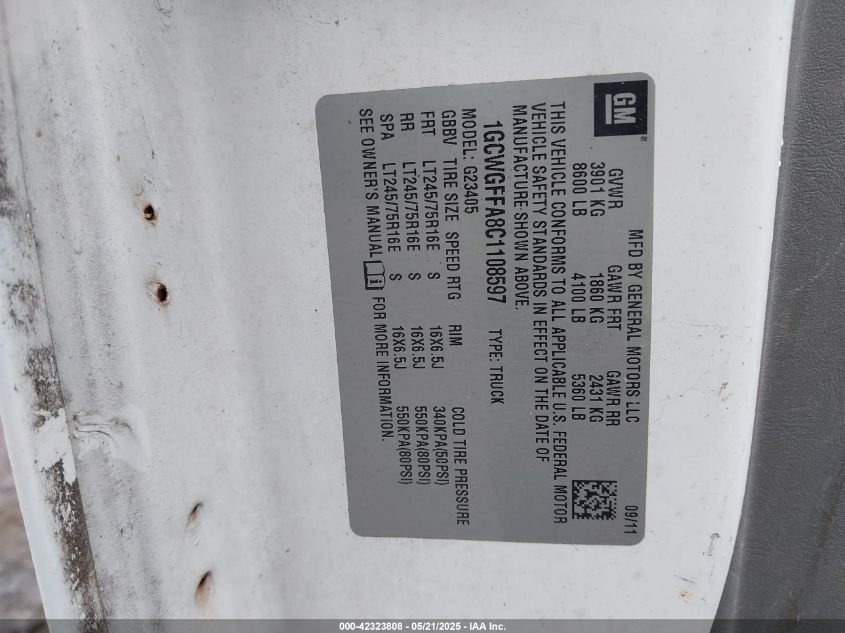 GM
®
MFD BY GENERAL MOTORS LLC
09/11
GVWR GAWR FRT GAWR RR
3901 KG 1860 KG 2431 KG
8600 LB 4100 LB 5360 LB
THIS VEHICLE CONFORMS TO ALL APPLICABLE U.S. FEDERAL MOTOR
VEHICLE SAFETY STANDARDS IN EFFECT ON THE DATE OF
MANUFACTURE SHOWN ABOVE.
1GCWGFFA8C1108597 TYPE: TRUCK
MODEL: G23405
GBBV TIRE SIZE SPEED RTG RIM COLD TIRE PRESSURE
FRT LT245/75R16E S 16X6.5J 340KPA(50PSI)
RR LT245/75R16E S 16X6.5J 550KPA(80PSI)
SPA LT245/75R16E S 16X6.5J 550KPA(80PSI)
SEE OWNER'S MANUAL i FOR MORE INFORMATION.
000-42323808 - 05/21/2025 - IAA Inc.